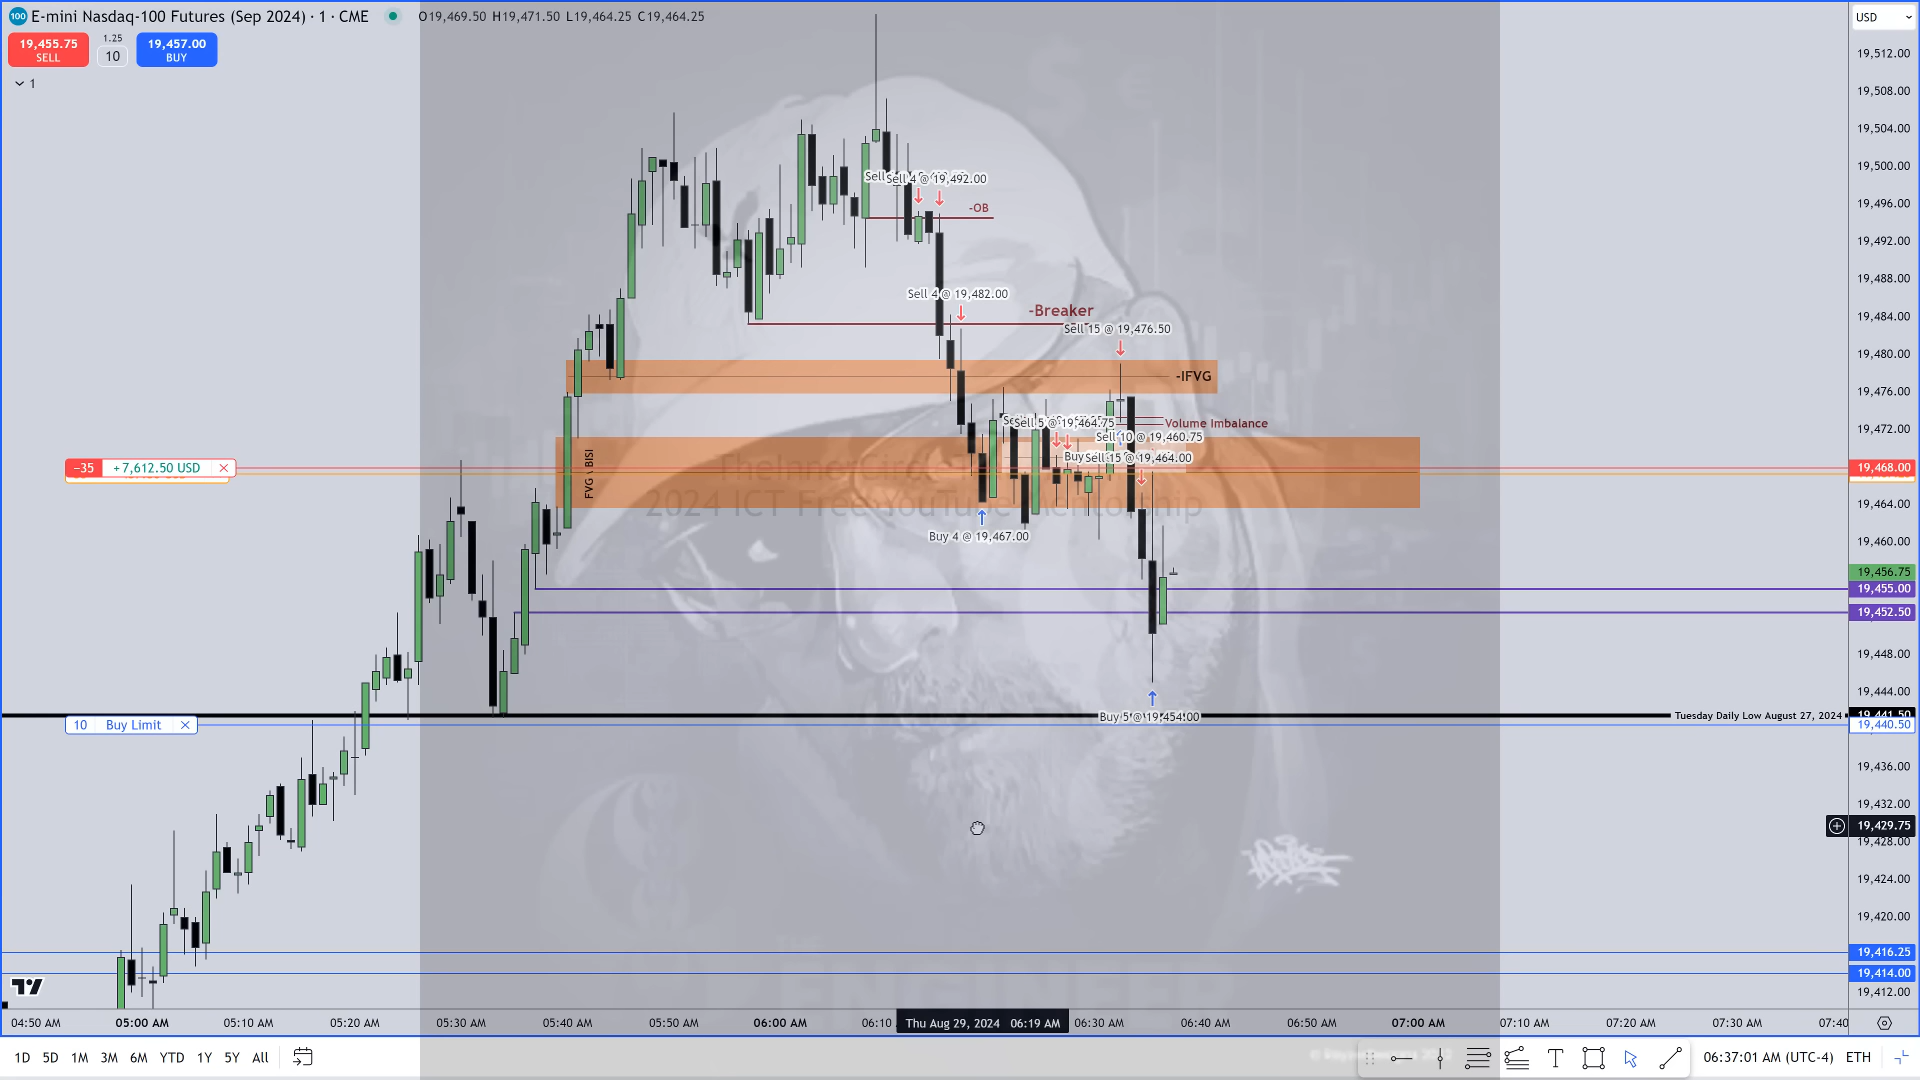 100 E-mini Nasdaq-100 Futures (Sep 2024) · 1 · CME O19,469.50 H19,471.50 L19,464.25 C19,464.25
USD
19,455.75 SELL
1.25
10
19,457.00 BUY
1
19,512.00
19,508.00
19,504.00
19,500.00
19,496.00
19,492.00
19,488.00
19,484.00
19,480.00
19,476.00
19,472.00
19,468.00
19,464.00
19,460.00
19,456.75
19,455.00
19,452.50
19,448.00
19,444.00
19,441.50
19,440.50
19,436.00
19,432.00
19,429.75
19,428.00
19,424.00
19,420.00
19,416.25
19,414.00
19,412.00
Sell 4 @ 19,492.00
-OB
Sell 4 @ 19,482.00
-Breaker
Sell 15 @ 19,476.50
-IFVG
Sell 5 @ 19,464.75
Volume Imbalance
Sell 10 @ 19,460.75
Buy
Sell 15 @ 19,464.00
FVG \ BISI
2024 ICT Free YouTube Mentorship
−35 +7,612.50 USD
Buy 4 @ 19,467.00
Buy 5 @ 19,454.00
Tuesday Daily Low August 27, 2024
10 Buy Limit
04:50 AM 05:00 AM 05:10 AM 05:20 AM 05:30 AM 05:40 AM 05:50 AM 06:00 AM 06:10 Thu Aug 29, 2024 06:19 AM 06:30 AM 06:40 AM 06:50 AM 07:00 AM 07:10 AM 07:20 AM 07:30 AM 07:40
1D 5D 1M 3M 6M YTD 1Y 5Y All
06:37:01 AM (UTC-4) ETH